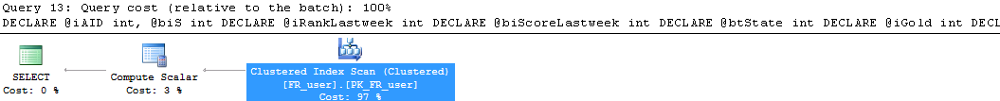 Query 13: Query cost (relative to the batch): 100%
DECLARE @iAID int, @biS int DECLARE @iRankLastweek int DECLARE @biScoreLastweek int DECLARE @btState int DECLARE @iGold int DECL
SELECT
Cost: 0 %
Compute Scalar
Cost: 3 %
Clustered Index Scan (Clustered)
[FR_user].[PK_FR_user]
Cost: 97 %